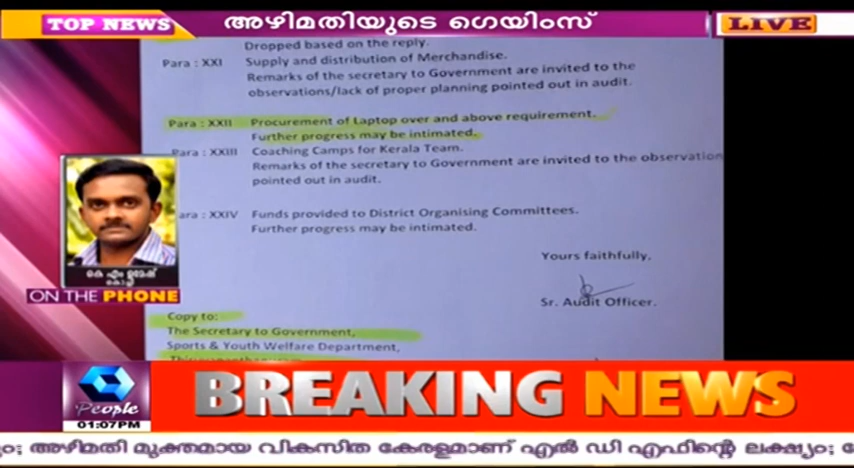 TOP NEWS
അഴിമതിയുടെ ഗെയിംസ്
LIVE
Dropped based on the reply.
Para : XXI Supply and distribution of Merchandise.
Remarks of the secretary to Government are invited to the
observations/lack of proper planning pointed out in audit.
Para : XXII Procurement of Laptop over and above requirement.
Further progress may be intimated.
Para : XXIII Coaching Camps for Kerala Team.
Remarks of the secretary to Government are invited to the observation
pointed out in audit.
ara : XXIV Funds provided to District Organising Committees.
Further progress may be intimated.
Yours faithfully,
Sr. Audit Officer.
Copy to:
The Secretary to Government,
Sports & Youth Welfare Department,
കെ എം ഉമേഷ്
കൊച്ചി
ON THE PHONE
People
01:07PM
BREAKING NEWS
അഴിമതി മുക്തമായ വികസിത കേരളമാണ് എൽ ഡി എഫിന്റെ ലക്ഷ്യം;